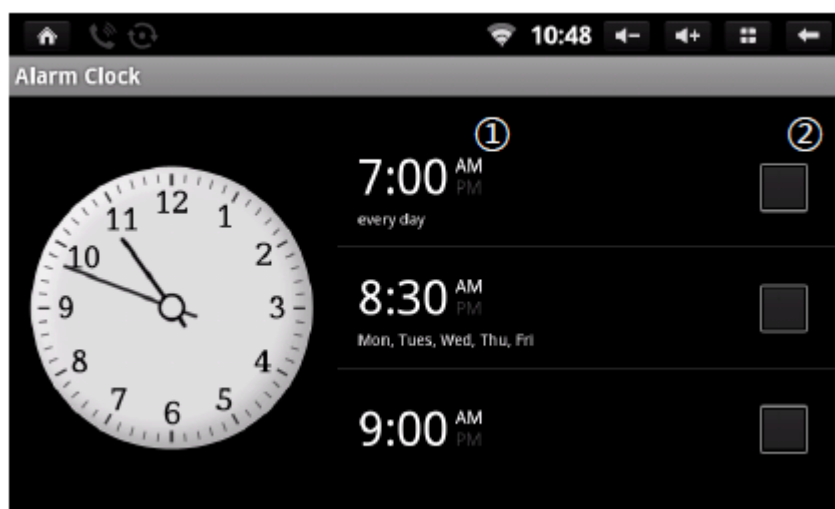 10:48
Alarm Clock
①
②
7:00 AM PM
every day
8:30 AM PM
Mon, Tues, Wed, Thu, Fri
9:00 AM PM
12
1
2
3
4
5
6
7
8
9
10
11